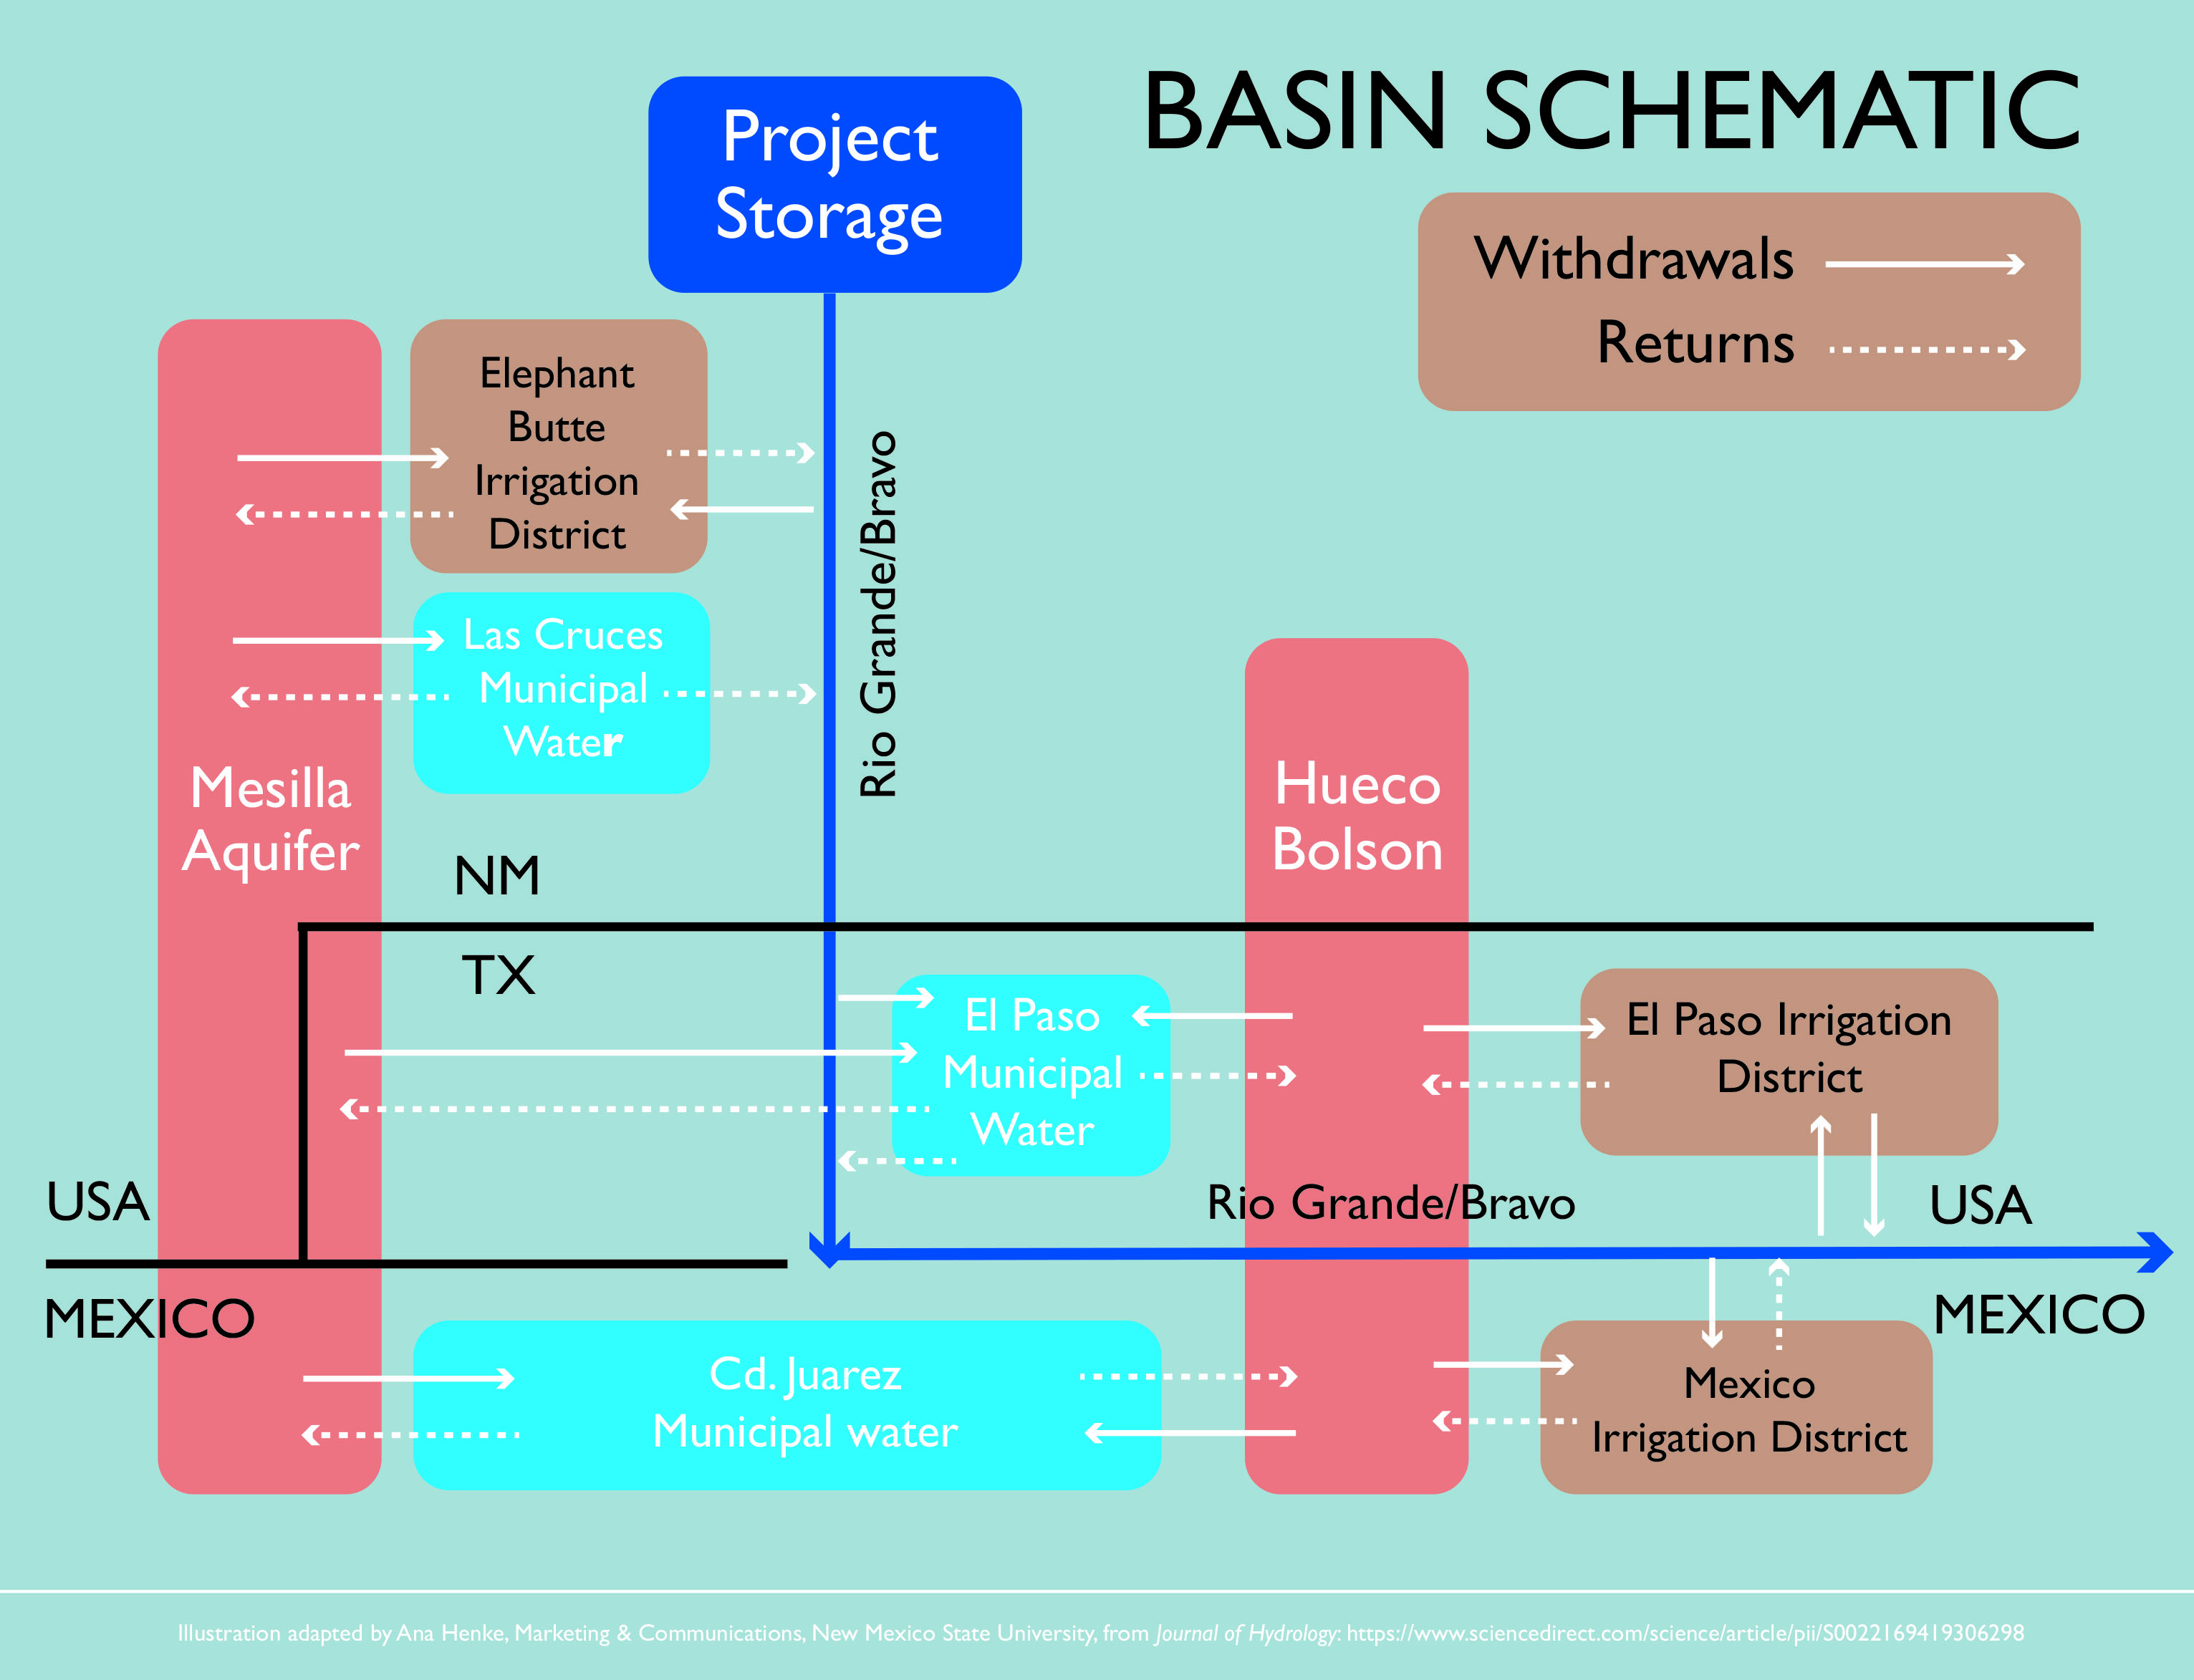 BASIN SCHEMATIC
Project
Storage
Withdrawals
Returns
Elephant
Butte
Irrigation
District
Rio Grande/Bravo
Las Cruces
Municipal
Water
Mesilla
Aquifer
Hueco
Bolson
NM
TX
El Paso
Municipal
Water
El Paso Irrigation
District
USA
Rio Grande/Bravo
USA
MEXICO
MEXICO
Cd. Juarez
Municipal water
Mexico
Irrigation District
Illustration adapted by Ana Henke, Marketing & Communications, New Mexico State University, from Journal of Hydrology: https://www.sciencedirect.com/science/article/pii/S0022169419306298